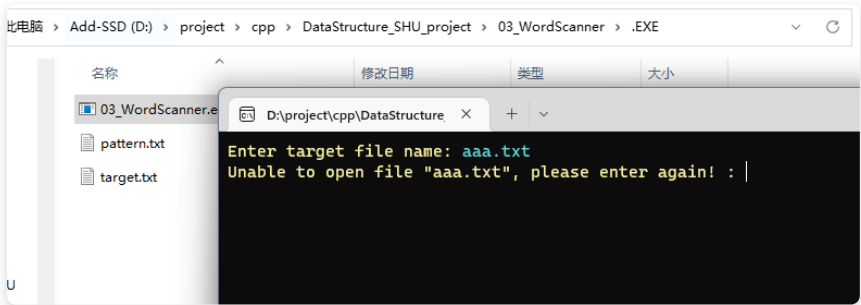 此电脑 > Add-SSD (D:) > project > cpp > DataStructure_SHU_project > 03_WordScanner > .EXE
名称 修改日期 类型 大小
03_WordScanner.e
pattern.txt
target.txt
D:\project\cpp\DataStructure_
Enter target file name: aaa.txt
Unable to open file "aaa.txt", please enter again! :
U